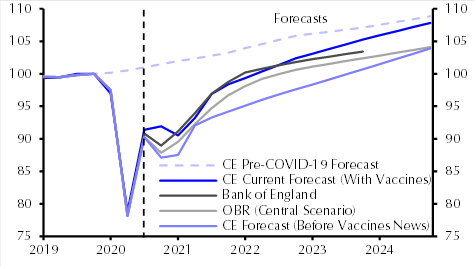 110 110
Forecasts
105 105
100 100
95 95
90 90
CE Pre-COVID-19 Forecast
85 CE Current Forecast (With Vaccines) 85
Bank of England
80 OBR (Central Scenario) 80
CE Forecast (Before Vaccines News)
75 75
2019 2020 2021 2022 2023 2024